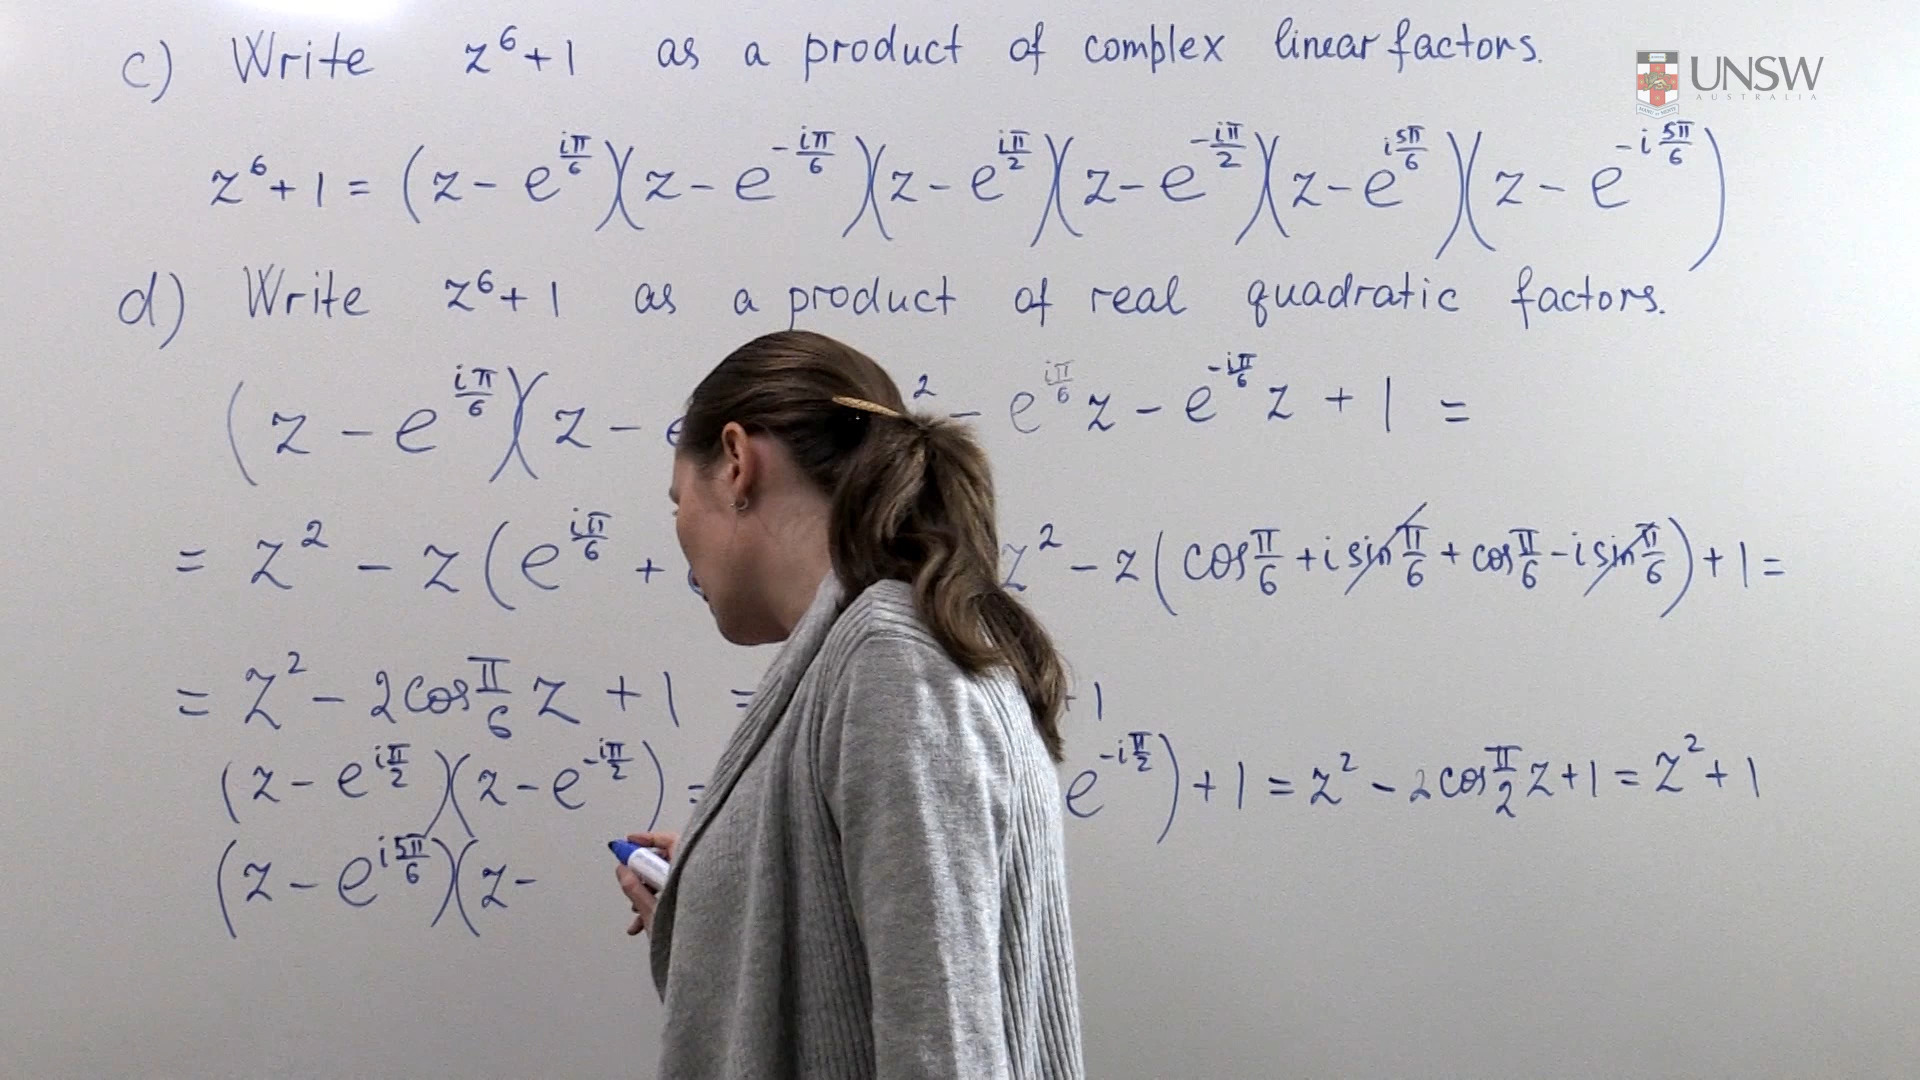 c) Write z⁶+1 as a product of complex linear factors.
UNSW
AUSTRALIA
z⁶+1 = (z - e^{iπ/6})(z - e^{-iπ/6})(z - e^{iπ/2})(z - e^{-iπ/2})(z - e^{i5π/6})(z - e^{-i5π/6})
d) Write z⁶+1 as a product of real quadratic factors.
(z - e^{iπ/6})(z - e ² - e^{iπ/6} z - e^{-iπ/6} z + 1 =
= z² - z(e^{iπ/6} + z² - z(cos π/6 + i sin π/6 + cos π/6 - i sin π/6) + 1 =
= z² - 2cos π/6 z + 1 = + 1
(z - e^{iπ/2})(z - e^{-iπ/2}) = e^{-iπ/2}) + 1 = z² - 2cos π/2 z + 1 = z² + 1
(z - e^{i5π/6})(z -